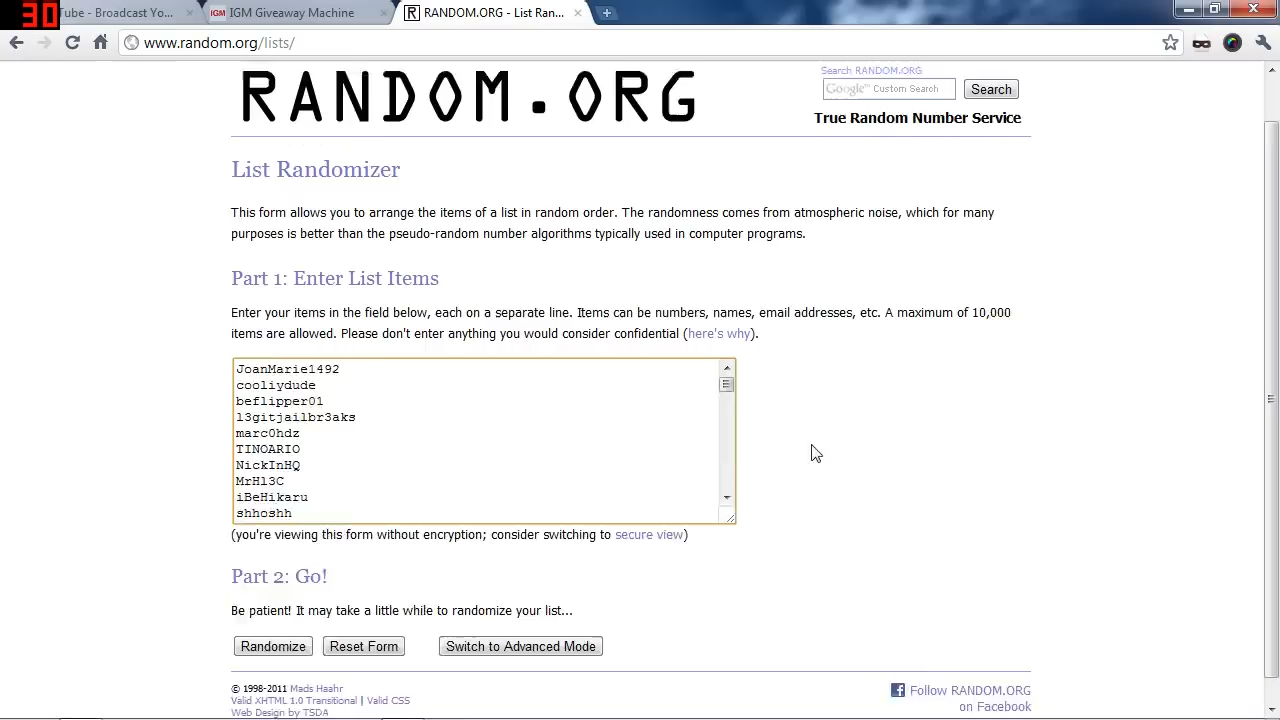 30
Tube - Broadcast Yo...
IGM Giveaway Machine
RANDOM.ORG - List Ran...
www.random.org/lists/
Search RANDOM.ORG
RANDOM.ORG
Google™ Custom Search
Search
True Random Number Service
List Randomizer
This form allows you to arrange the items of a list in random order. The randomness comes from atmospheric noise, which for many
purposes is better than the pseudo-random number algorithms typically used in computer programs.
Part 1: Enter List Items
Enter your items in the field below, each on a separate line. Items can be numbers, names, email addresses, etc. A maximum of 10,000
items are allowed. Please don't enter anything you would consider confidential (here's why).
JoanMarie1492
cooliydude
beflipper01
l3gitjailbr3aks
marc0hdz
TINOARIO
NickInHQ
MrHl3C
iBeHikaru
shhoshh
(you're viewing this form without encryption; consider switching to secure view)
Part 2: Go!
Be patient! It may take a little while to randomize your list...
Randomize
Reset Form
Switch to Advanced Mode
© 1998-2011 Mads Haahr
Valid XHTML 1.0 Transitional | Valid CSS
Web Design by TSDA
Follow RANDOM.ORG
on Facebook